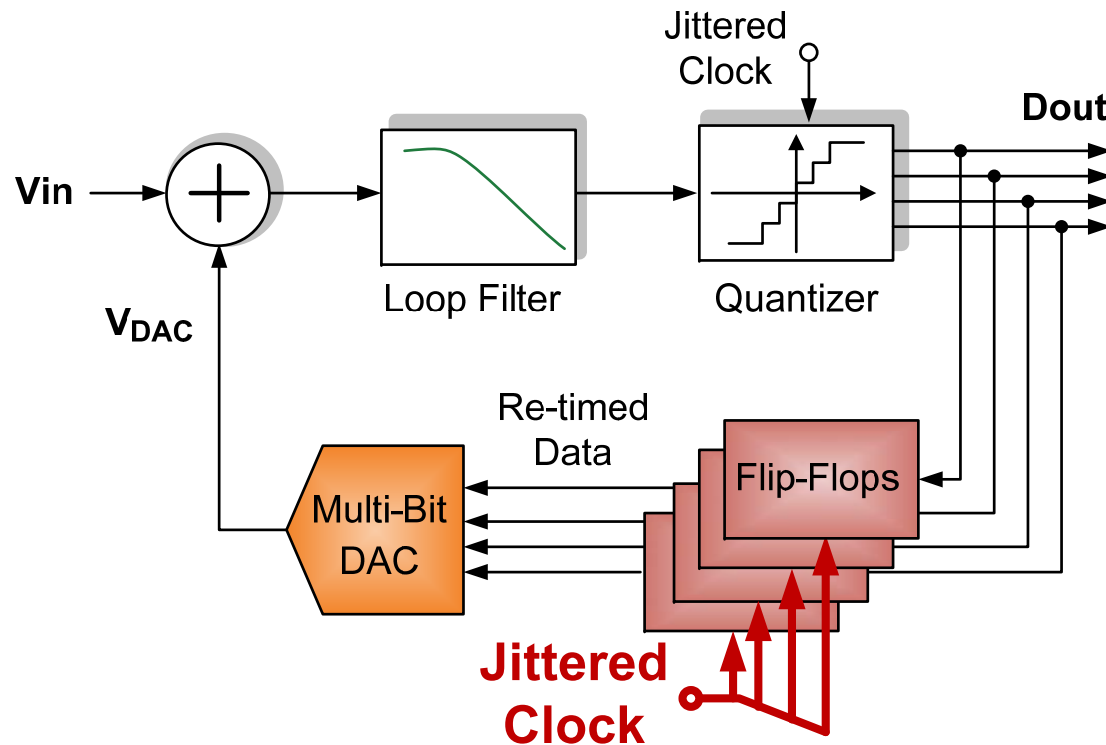 Jittered
Clock
Dout
Vin
Loop Filter
Quantizer
VDAC
Re-timed
Data
Flip-Flops
Multi-Bit
DAC
Jittered
Clock